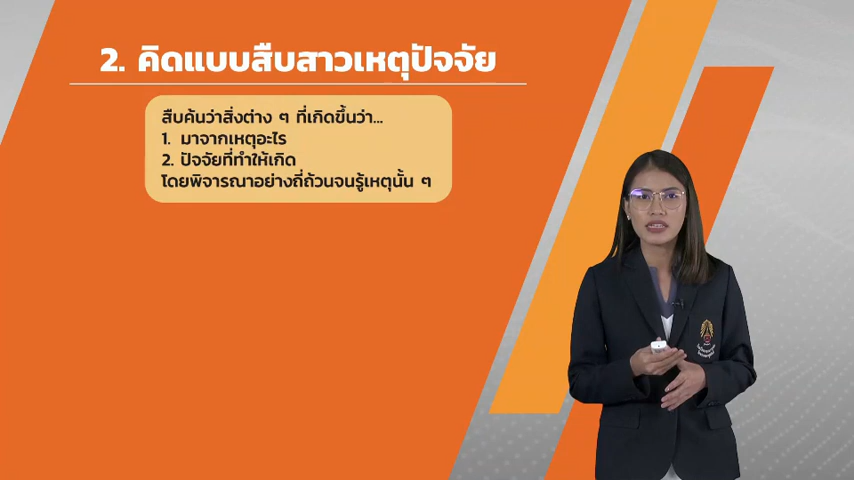 2. คิดแบบสืบสาวเหตุปัจจัย
สืบค้นว่าสิ่งต่าง ๆ ที่เกิดขึ้นว่า...
1. มาจากเหตุอะไร
2. ปัจจัยที่ทำให้เกิด
โดยพิจารณาอย่างถี่ถ้วนจนรู้เหตุนั้น ๆ